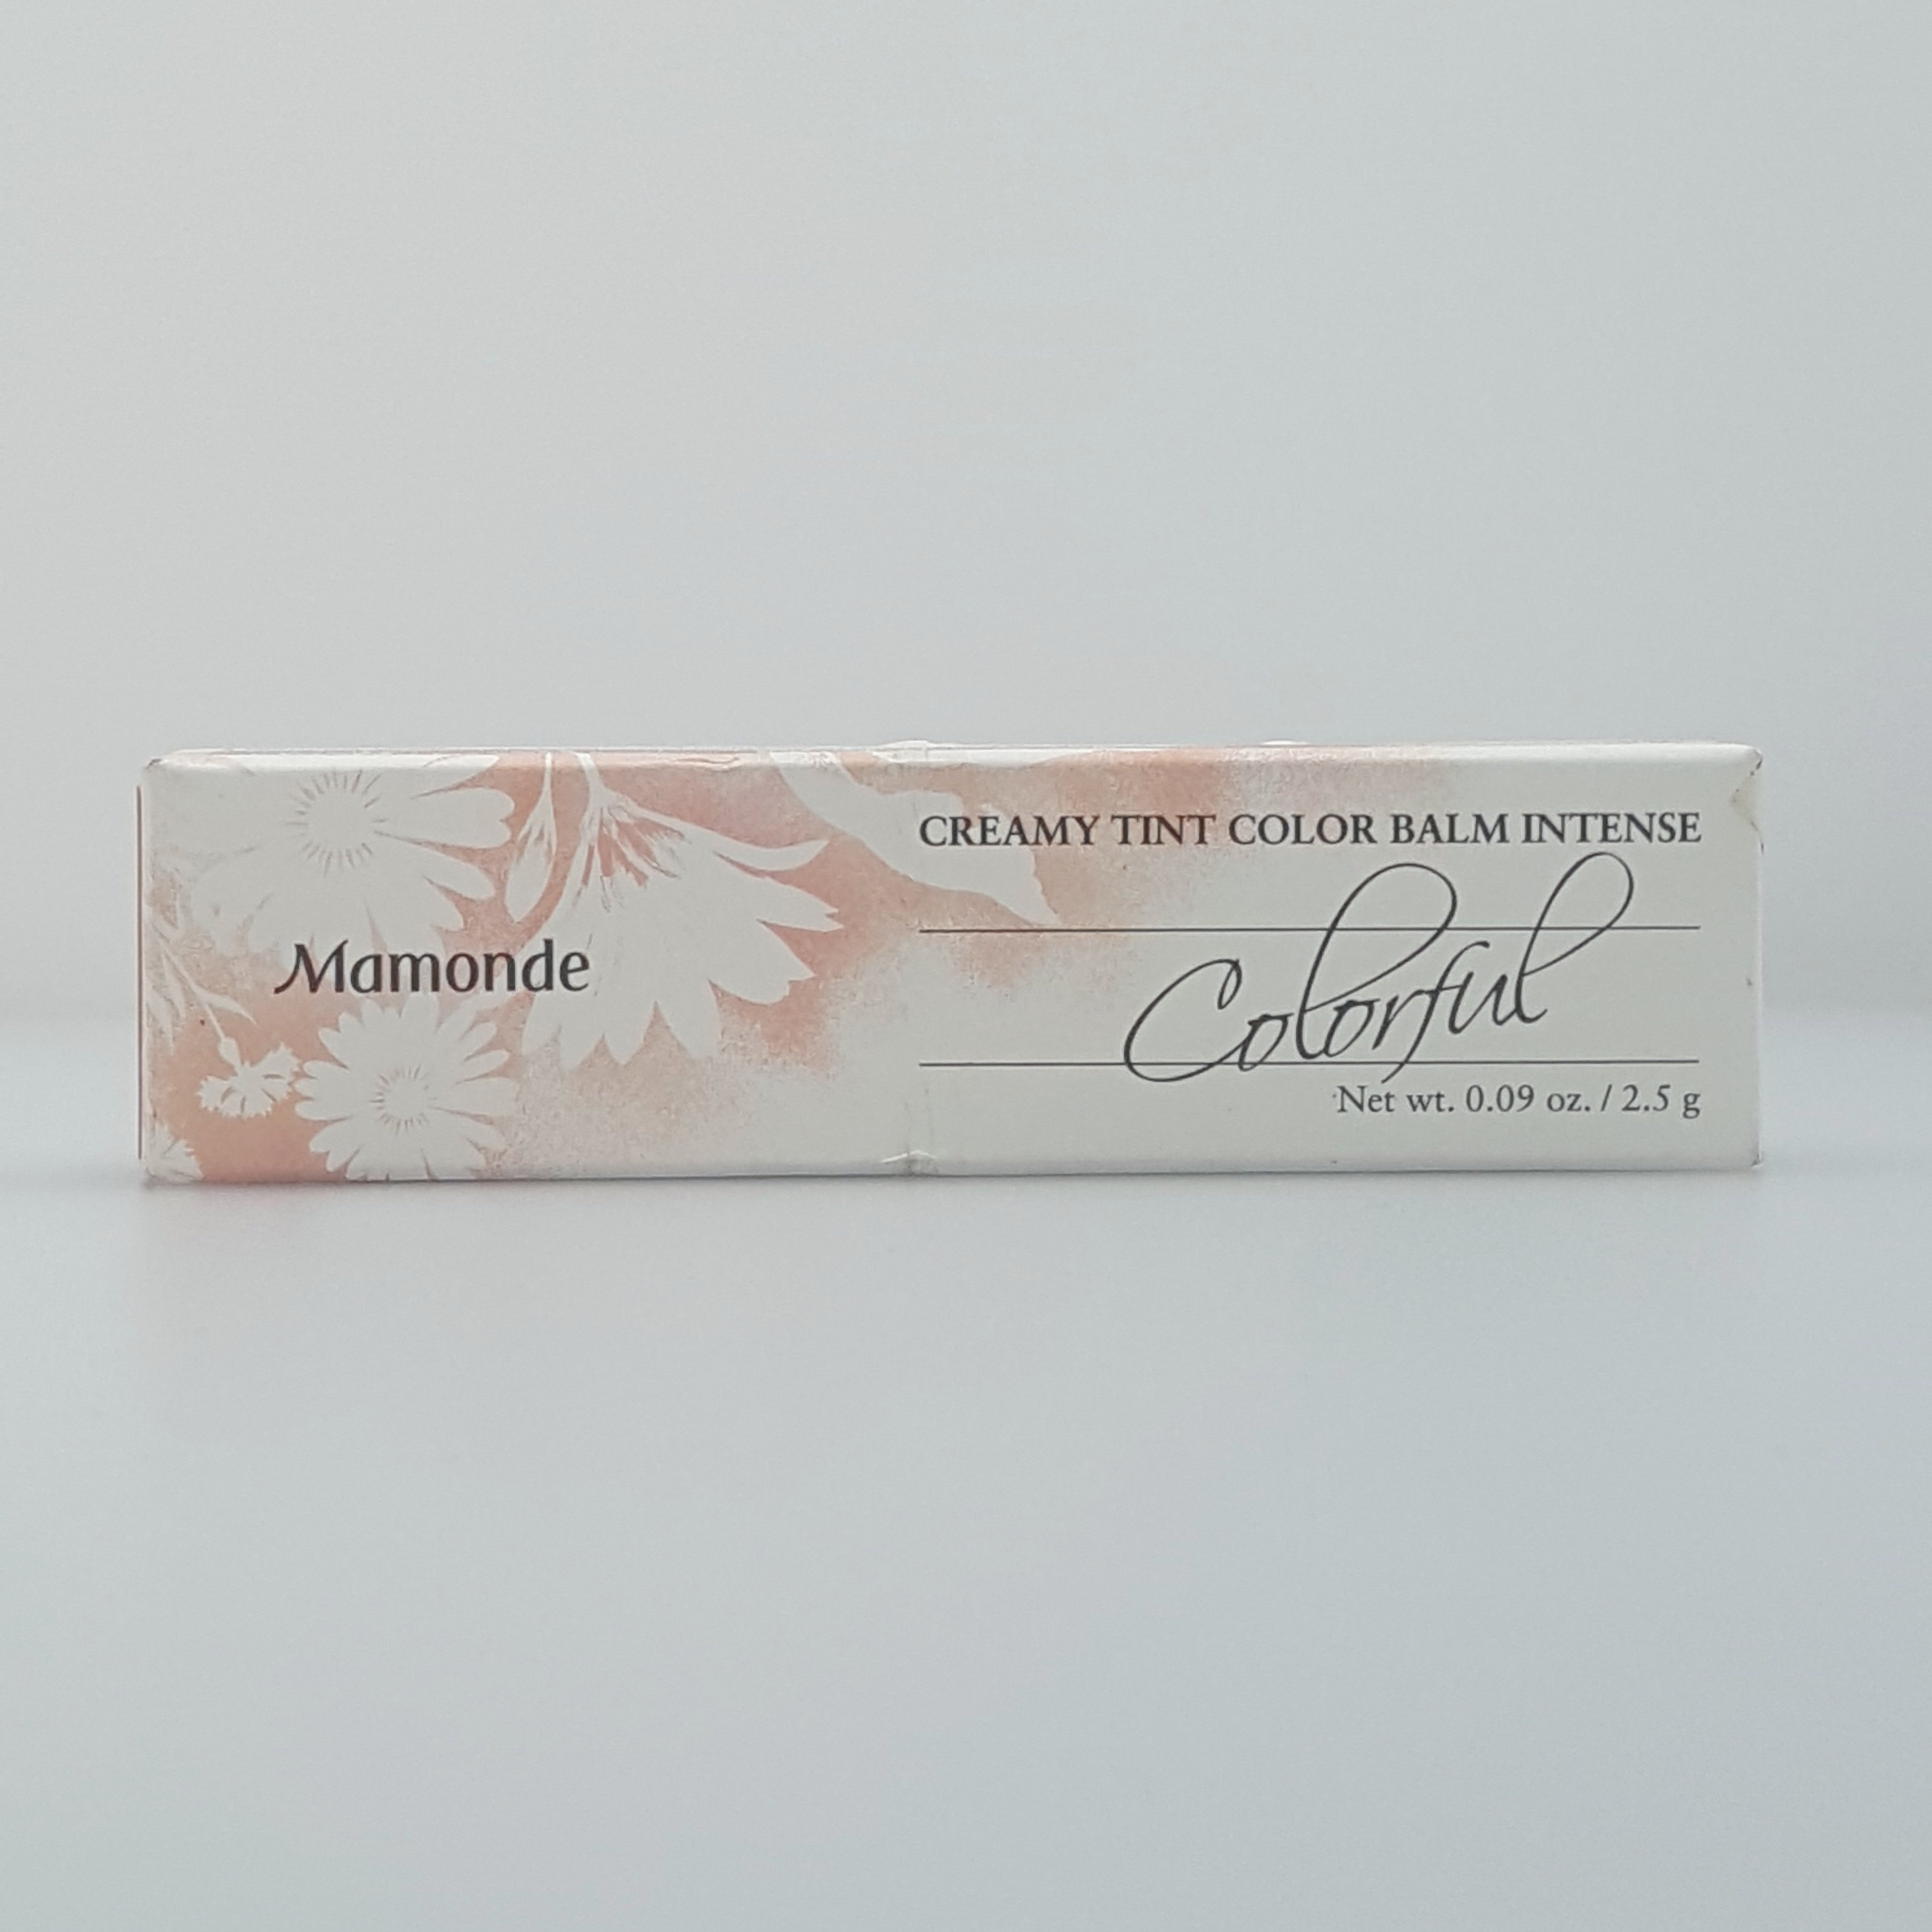 Mamonde
CREAMY TINT COLOR BALM INTENSE
Colorful
Net wt. 0.09 oz. / 2.5 g